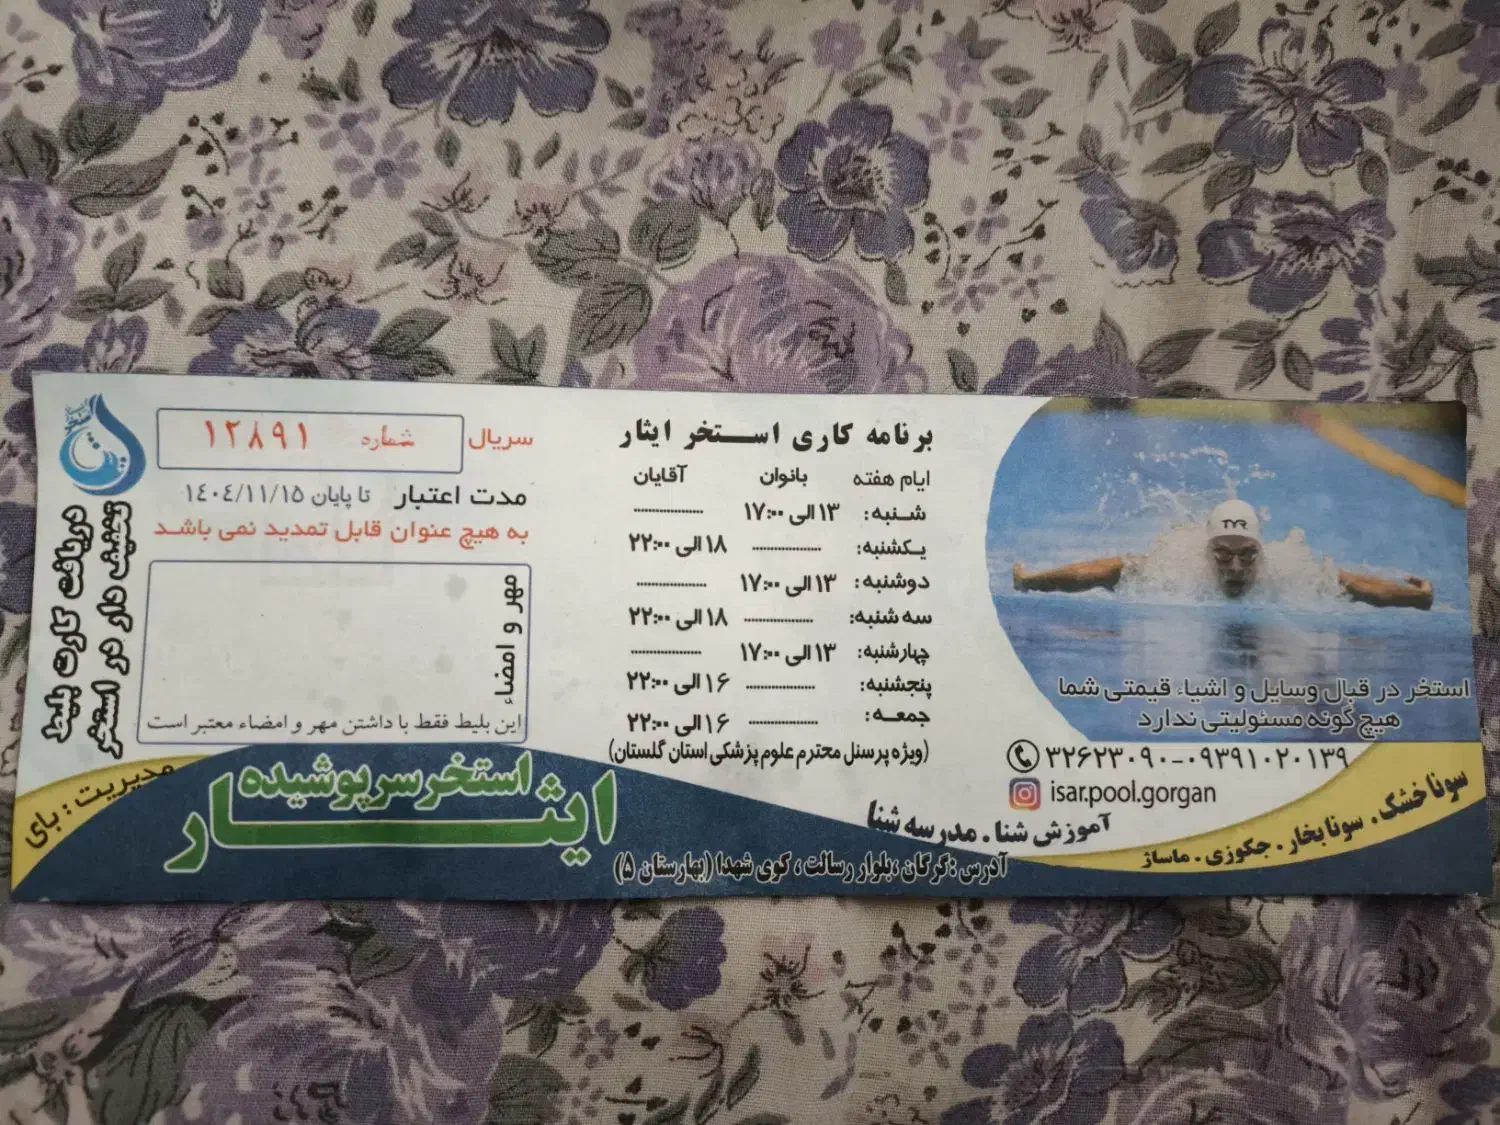 برنامه کاری استخر ایثار
ایام هفته بانوان آقایان
شنبه: ۱۳ الی ۱۷:۰۰ ..................
یکشنبه: .................. ۱۸ الی ۲۲:۰۰
دوشنبه: ۱۳ الی ۱۷:۰۰ ..................
سه شنبه: .................. ۱۸ الی ۲۲:۰۰
چهارشنبه: ۱۳ الی ۱۷:۰۰ ..................
پنجشنبه: .................. ۱۶ الی ۲۲:۰۰
جمعه: .................. ۱۶ الی ۲۲:۰۰
(ویژه پرسنل محترم علوم پزشکی استان گلستان)
TYR
استخر در قبال وسایل و اشیاء قیمتی شما
هیچ گونه مسئولیتی ندارد
۳۲۶۲۳۰۹۰-۰۹۳۹۱۰۲۰۱۳۹
isar.pool.gorgan
سونا خشک . سونا بخار . جکوزی . ماساژ
آموزش شنا . مدرسه شنا
آدرس :گرگان ،بلوار رسالت ، کوی شهدا (بهارستان ۵)
سریال شماره ۱۲۸۹۱
مدت اعتبار تا پایان ۱۴۰۴/۱۱/۱۵
به هیچ عنوان قابل تمدید نمی باشد
مهر و امضاء
این بلیط فقط با داشتن مهر و امضاء معتبر است
دریافت کارت بلیط
تخفیف دار در استخر
استخر سرپوشیده
ایثار
مدیریت : بای